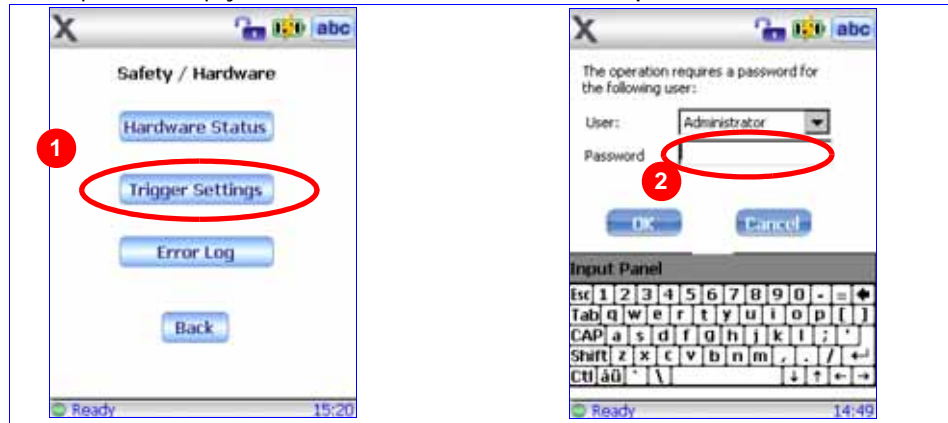 X abc
Safety / Hardware
Hardware Status
1
Trigger Settings
Error Log
Back
Ready 15:20
X abc
The operation requires a password for
the following user:
User: Administrator
Password
2
OK Cancel
Input Panel
Esc 1 2 3 4 5 6 7 8 9 0 - =
Tab q w e r t y u i o p [ ]
CAP a s d f g h j k l ; '
Shift z x c v b n m , . /
Ctl áü ` \
Ready 14:49